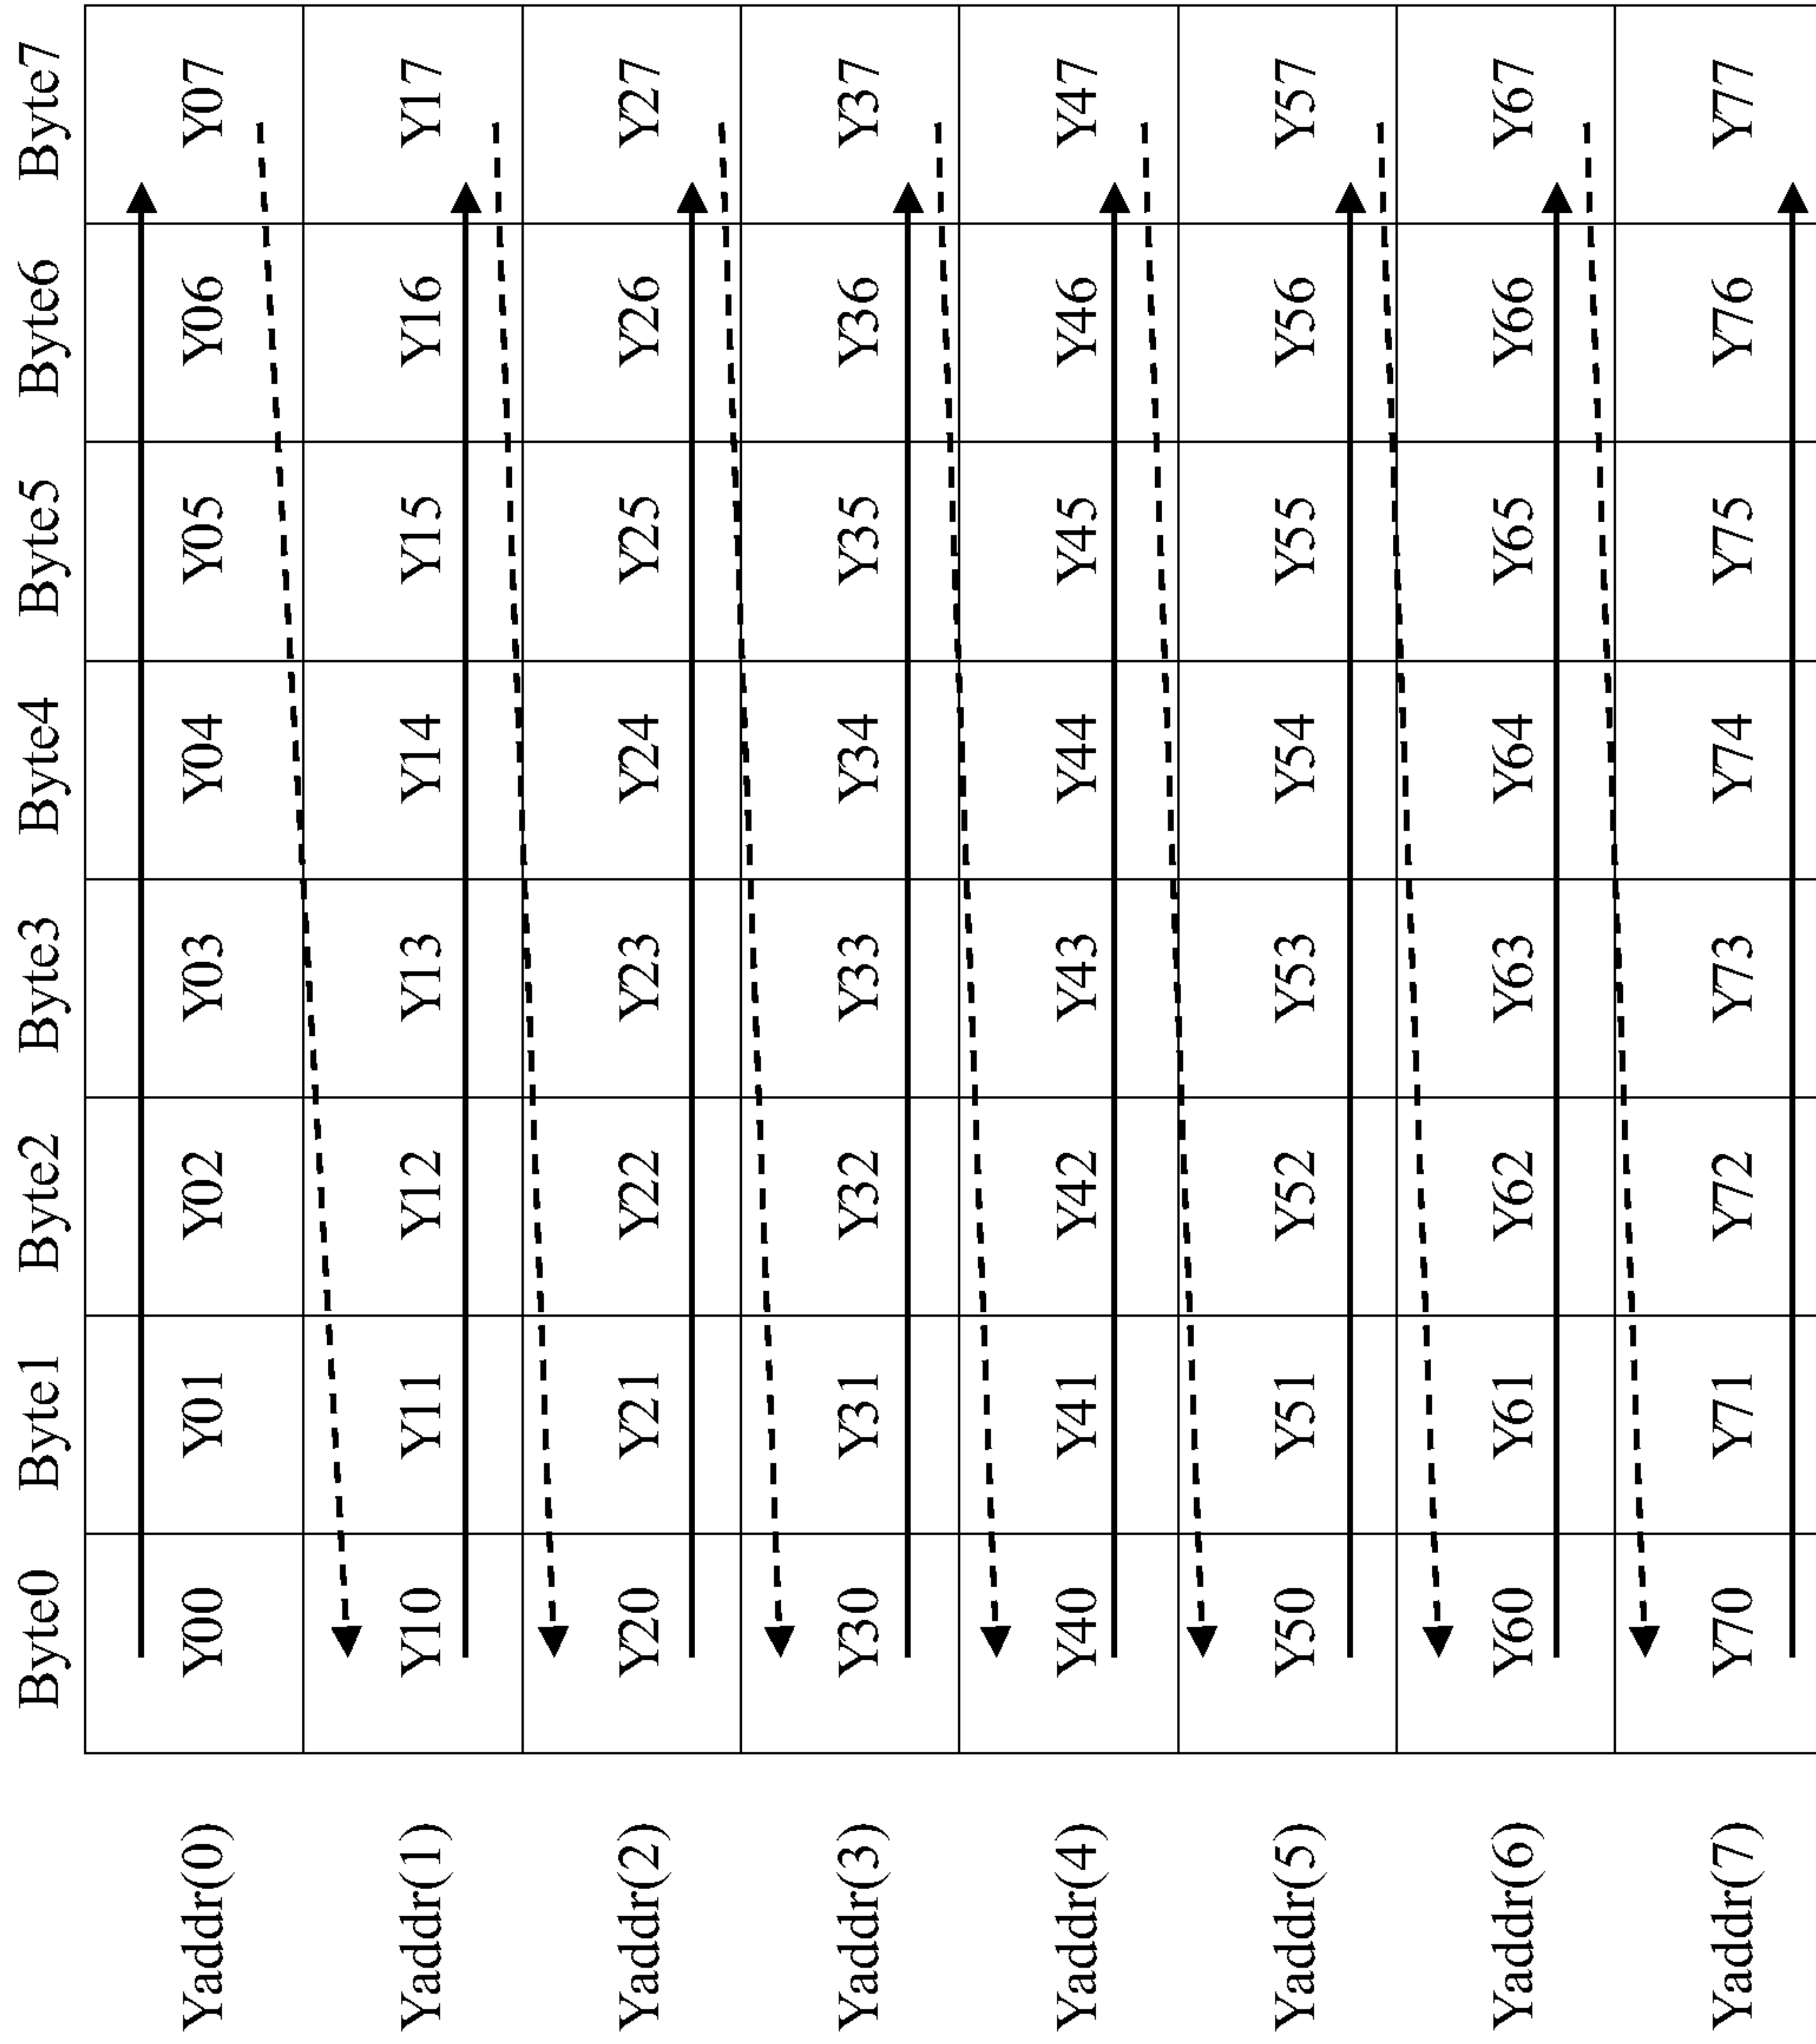 Byte0 Byte1 Byte2 Byte3 Byte4 Byte5 Byte6 Byte7
Yaddr(0) Y00 Y01 Y02 Y03 Y04 Y05 Y06 Y07
Yaddr(1) Y10 Y11 Y12 Y13 Y14 Y15 Y16 Y17
Yaddr(2) Y20 Y21 Y22 Y23 Y24 Y25 Y26 Y27
Yaddr(3) Y30 Y31 Y32 Y33 Y34 Y35 Y36 Y37
Yaddr(4) Y40 Y41 Y42 Y43 Y44 Y45 Y46 Y47
Yaddr(5) Y50 Y51 Y52 Y53 Y54 Y55 Y56 Y57
Yaddr(6) Y60 Y61 Y62 Y63 Y64 Y65 Y66 Y67
Yaddr(7) Y70 Y71 Y72 Y73 Y74 Y75 Y76 Y77